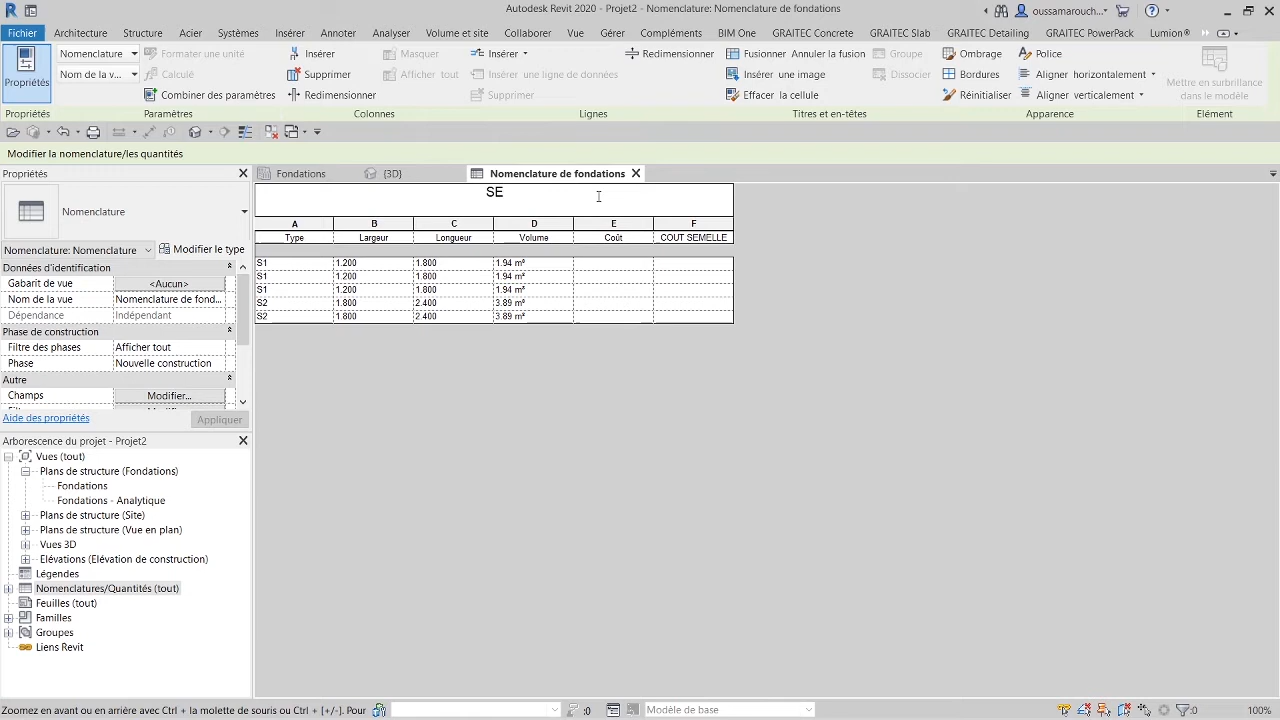 Autodesk Revit 2020 - Projet2 - Nomenclature: Nomenclature de fondations
oussamarouch...
Fichier Architecture Structure Acier Systèmes Insérer Annoter Analyser Volume et site Collaborer Vue Gérer Compléments BIM One GRAITEC Concrete GRAITEC Slab GRAITEC Detailing GRAITEC PowerPack Lumion®
Nomenclature Formater une unité Insérer Masquer Insérer Redimensionner Fusionner Annuler la fusion Groupe Ombrage Police
Nom de la v... Calculé Supprimer Afficher tout Insérer une ligne de données Insérer une image Dissocier Bordures Aligner horizontalement
Propriétés Combiner des paramètres Redimensionner Supprimer Effacer la cellule Réinitialiser Aligner verticalement
Mettre en surbrillance
dans le modèle
Propriétés Paramètres Colonnes Lignes Titres et en-têtes Apparence Elément
Modifier la nomenclature/les quantités
Propriétés
Fondations {3D} Nomenclature de fondations
Nomenclature
Nomenclature: Nomenclature Modifier le type
Données d'identification
Gabarit de vue <Aucun>
Nom de la vue Nomenclature de fond...
Dépendance Indépendant
Phase de construction
Filtre des phases Afficher tout
Phase Nouvelle construction
Autre
Champs Modifier...
Aide des propriétés Appliquer
SE
A B C D E F
Type Largeur Longueur Volume Coût COUT SEMELLE
S1 1.200 1.800 1.94 m³
S1 1.200 1.800 1.94 m³
S1 1.200 1.800 1.94 m³
S2 1.800 2.400 3.89 m³
S2 1.800 2.400 3.89 m³
Arborescence du projet - Projet2
Vues (tout)
Plans de structure (Fondations)
Fondations
Fondations - Analytique
Plans de structure (Site)
Plans de structure (Vue en plan)
Vues 3D
Elévations (Elévation de construction)
Légendes
Nomenclatures/Quantités (tout)
Feuilles (tout)
Familles
Groupes
Liens Revit
Zoomez en avant ou en arrière avec Ctrl + la molette de souris ou Ctrl + [+/-]. Pour
:0 Modèle de base :0 100%